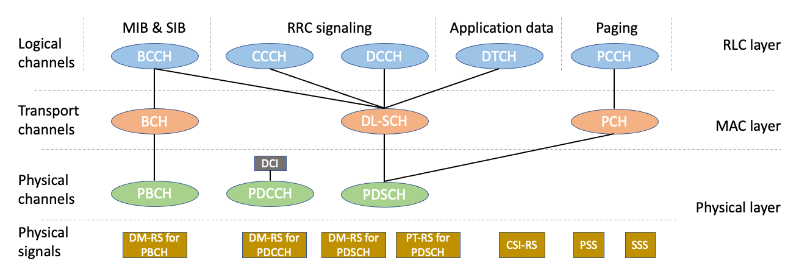 MIB & SIB
RRC signaling
Application data
Paging
Logical
channels
BCCH
CCCH
DCCH
DTCH
PCCH
RLC layer
Transport
channels
BCH
DL-SCH
PCH
MAC layer
DCI
Physical
channels
PBCH
PDCCH
PDSCH
Physical layer
Physical
signals
DM-RS for
PBCH
DM-RS for
PDCCH
DM-RS for
PDSCH
PT-RS for
PDSCH
CSI-RS
PSS
SSS